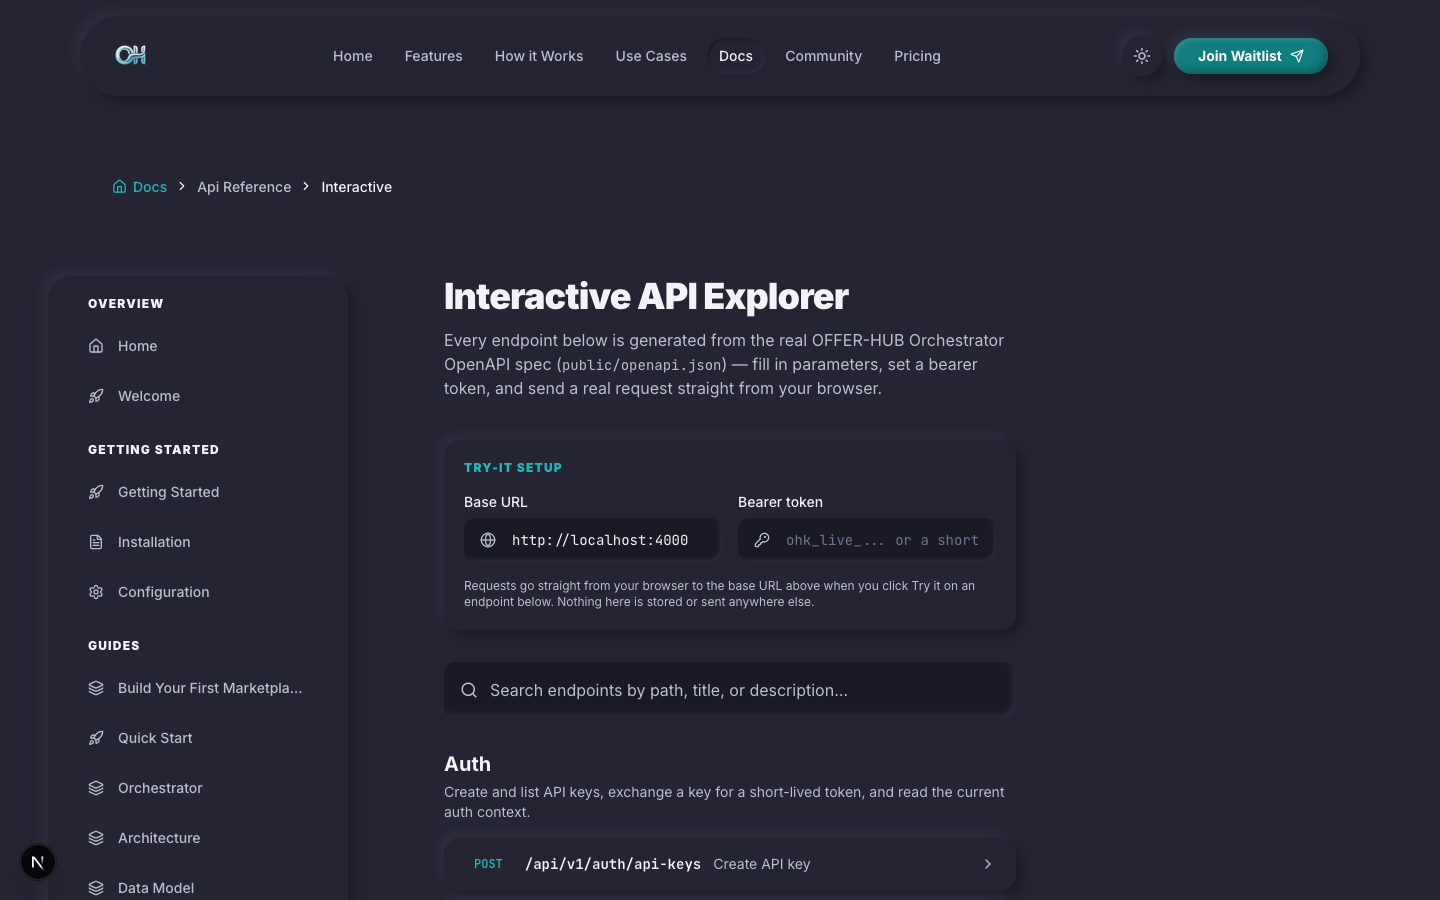 OH
Home
Features
How it Works
Use Cases
Docs
Community
Pricing
Join Waitlist
Docs > Api Reference > Interactive
OVERVIEW
Home
Welcome
GETTING STARTED
Getting Started
Installation
Configuration
GUIDES
Build Your First Marketpla...
Quick Start
Orchestrator
Architecture
Data Model
N
Interactive API Explorer
Every endpoint below is generated from the real OFFER-HUB Orchestrator
OpenAPI spec (public/openapi.json) — fill in parameters, set a bearer
token, and send a real request straight from your browser.
TRY-IT SETUP
Base URL
http://localhost:4000
Bearer token
ohk_live_... or a short
Requests go straight from your browser to the base URL above when you click Try it on an
endpoint below. Nothing here is stored or sent anywhere else.
Search endpoints by path, title, or description...
Auth
Create and list API keys, exchange a key for a short-lived token, and read the current
auth context.
POST /api/v1/auth/api-keys Create API key